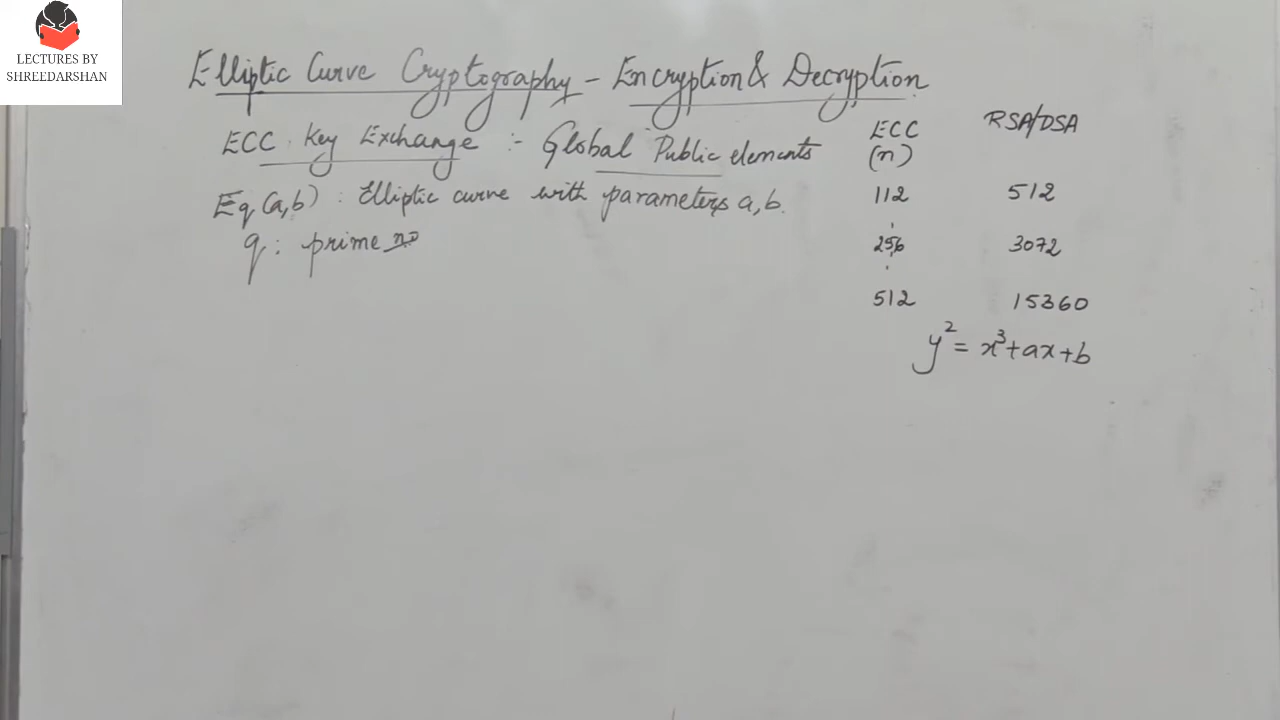 LECTURES BY
SHREEDARSHAN
Elliptic Curve Cryptography - Encryption & Decryption
ECC Key Exchange :- Global Public elements
Eq(a,b) : Elliptic curve with parameters a, b.
q : prime no
ECC RSA/DSA
(n)
112 512
256 3072
512 15360
y² = x³+ax+b